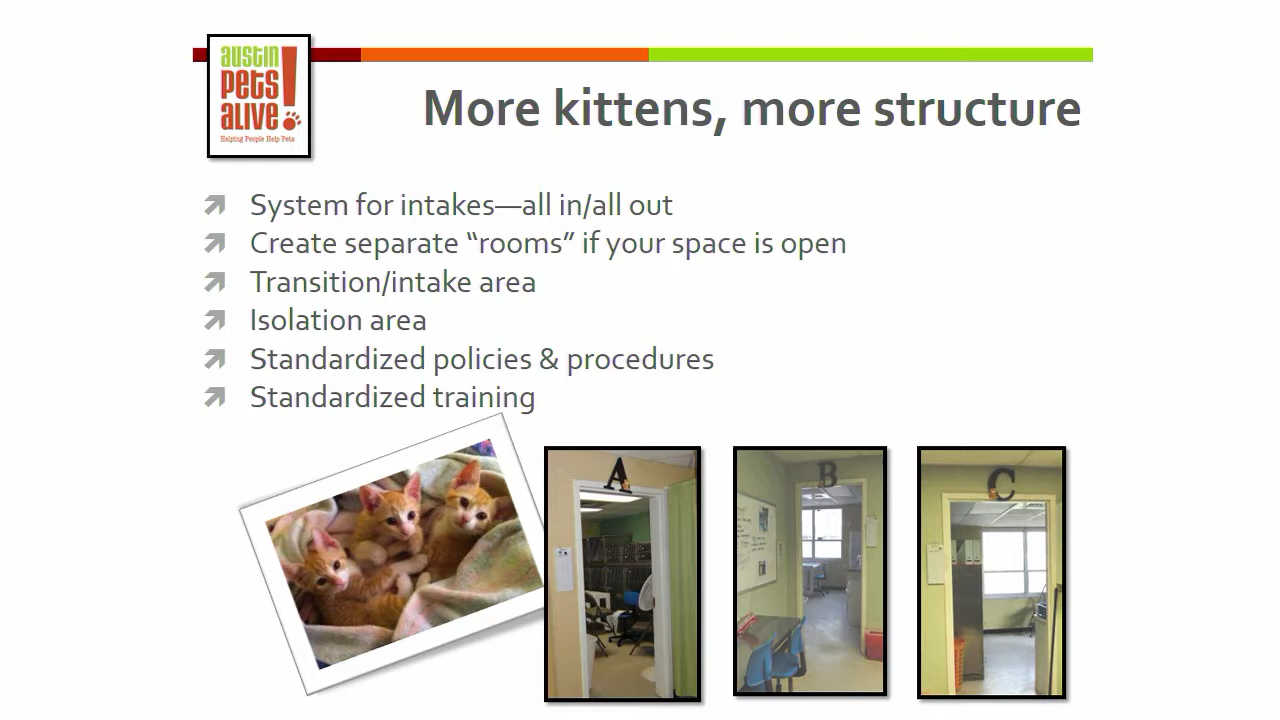 austin
pets
alive!
Helping People Help Pets
More kittens, more structure
System for intakes—all in/all out
Create separate “rooms” if your space is open
Transition/intake area
Isolation area
Standardized policies & procedures
Standardized training
A
B
C